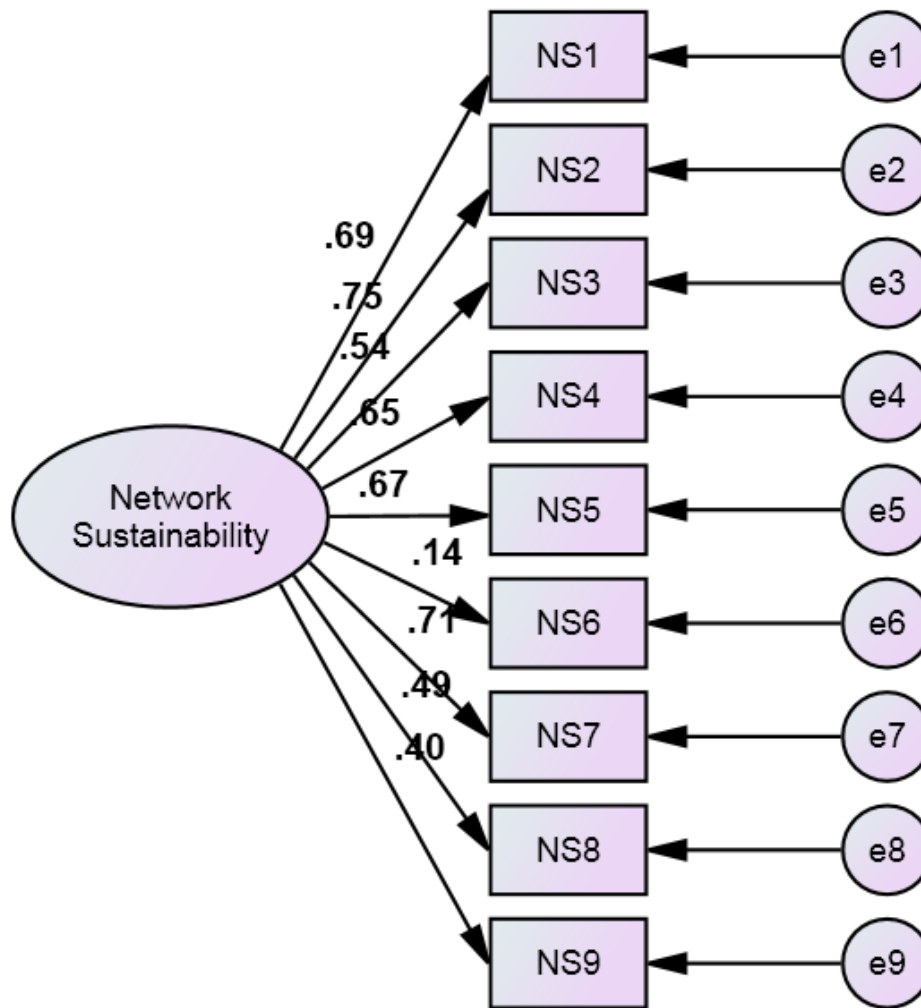 NS1
e1
NS2
e2
.69
NS3
e3
.75
.54
NS4
e4
.65
.67
Network
Sustainability
NS5
e5
.14
NS6
e6
.71
.49
NS7
e7
.40
NS8
e8
NS9
e9